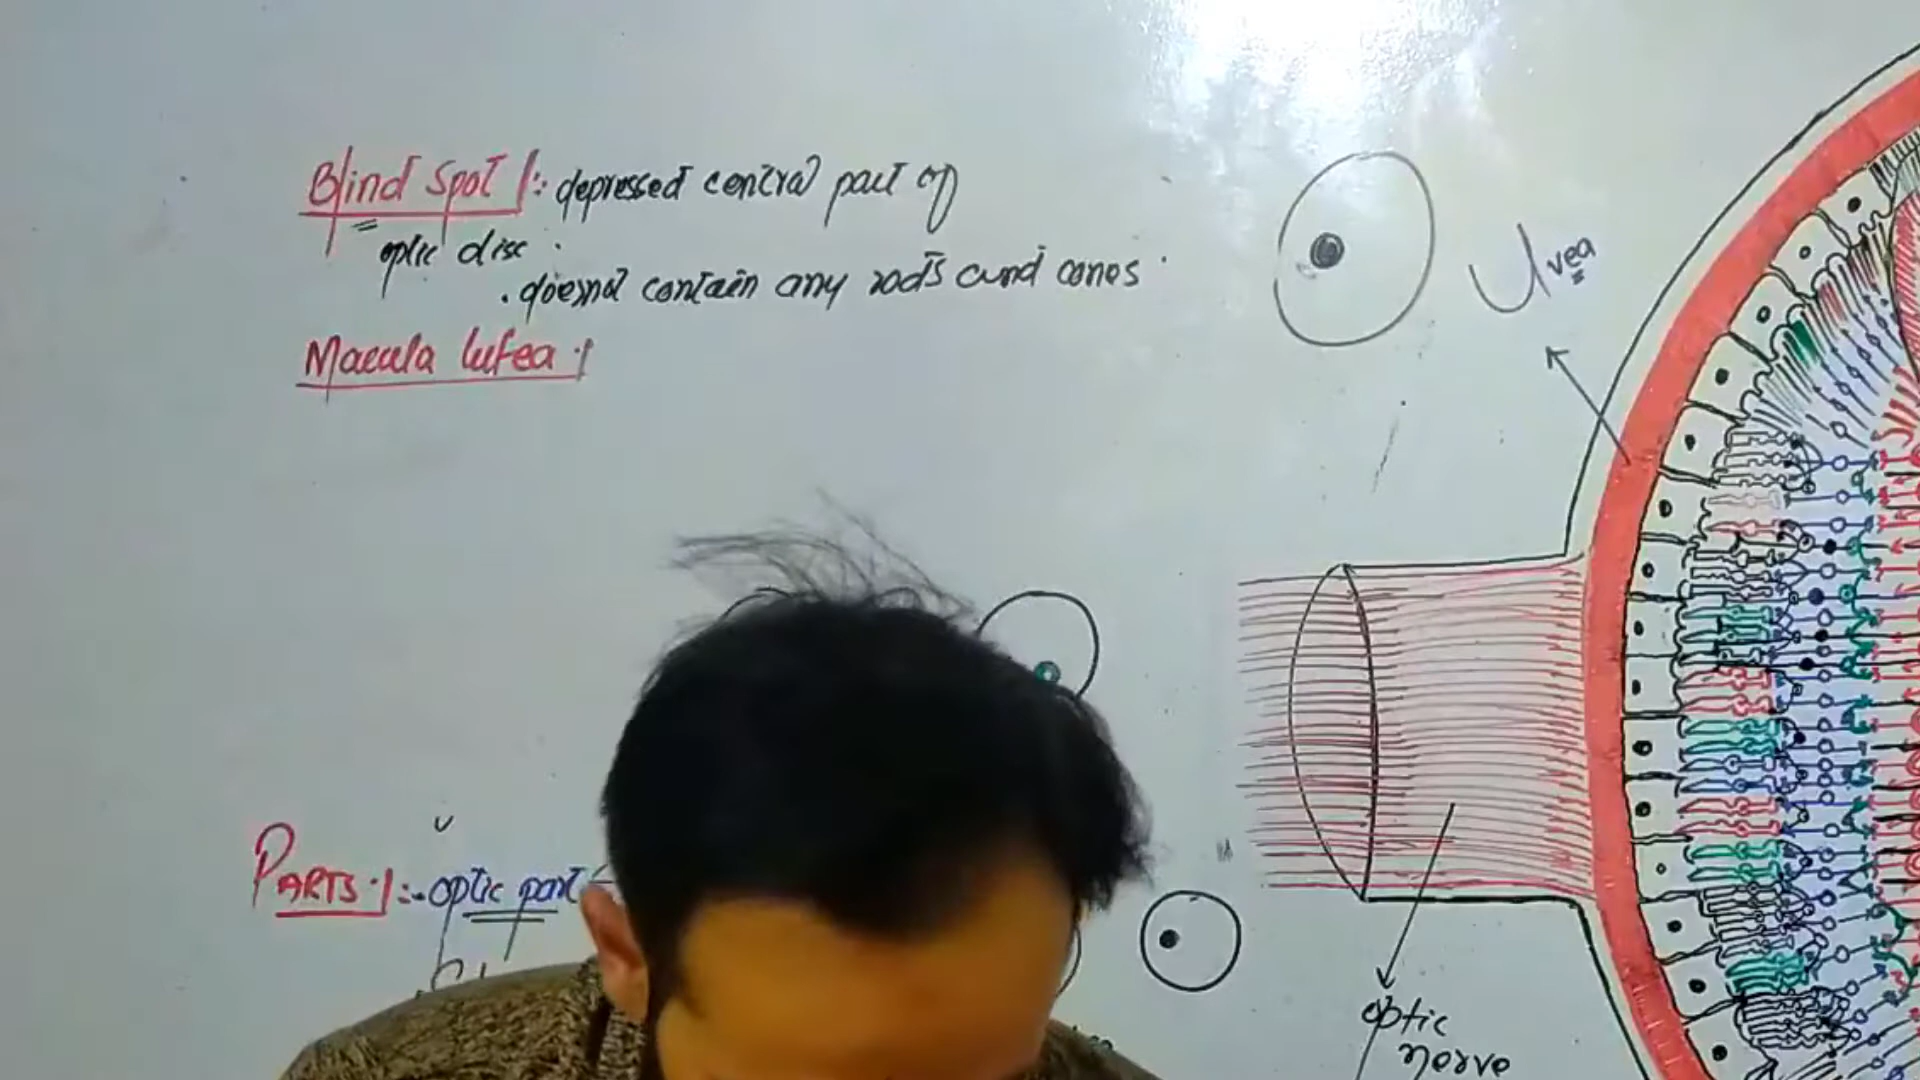 Blind spot :- depressed central part of
optic disc.
. doesnot contain any rods and cones.
Macula lutea :-
Uvea
PARTS :- . optic part
optic
nerve